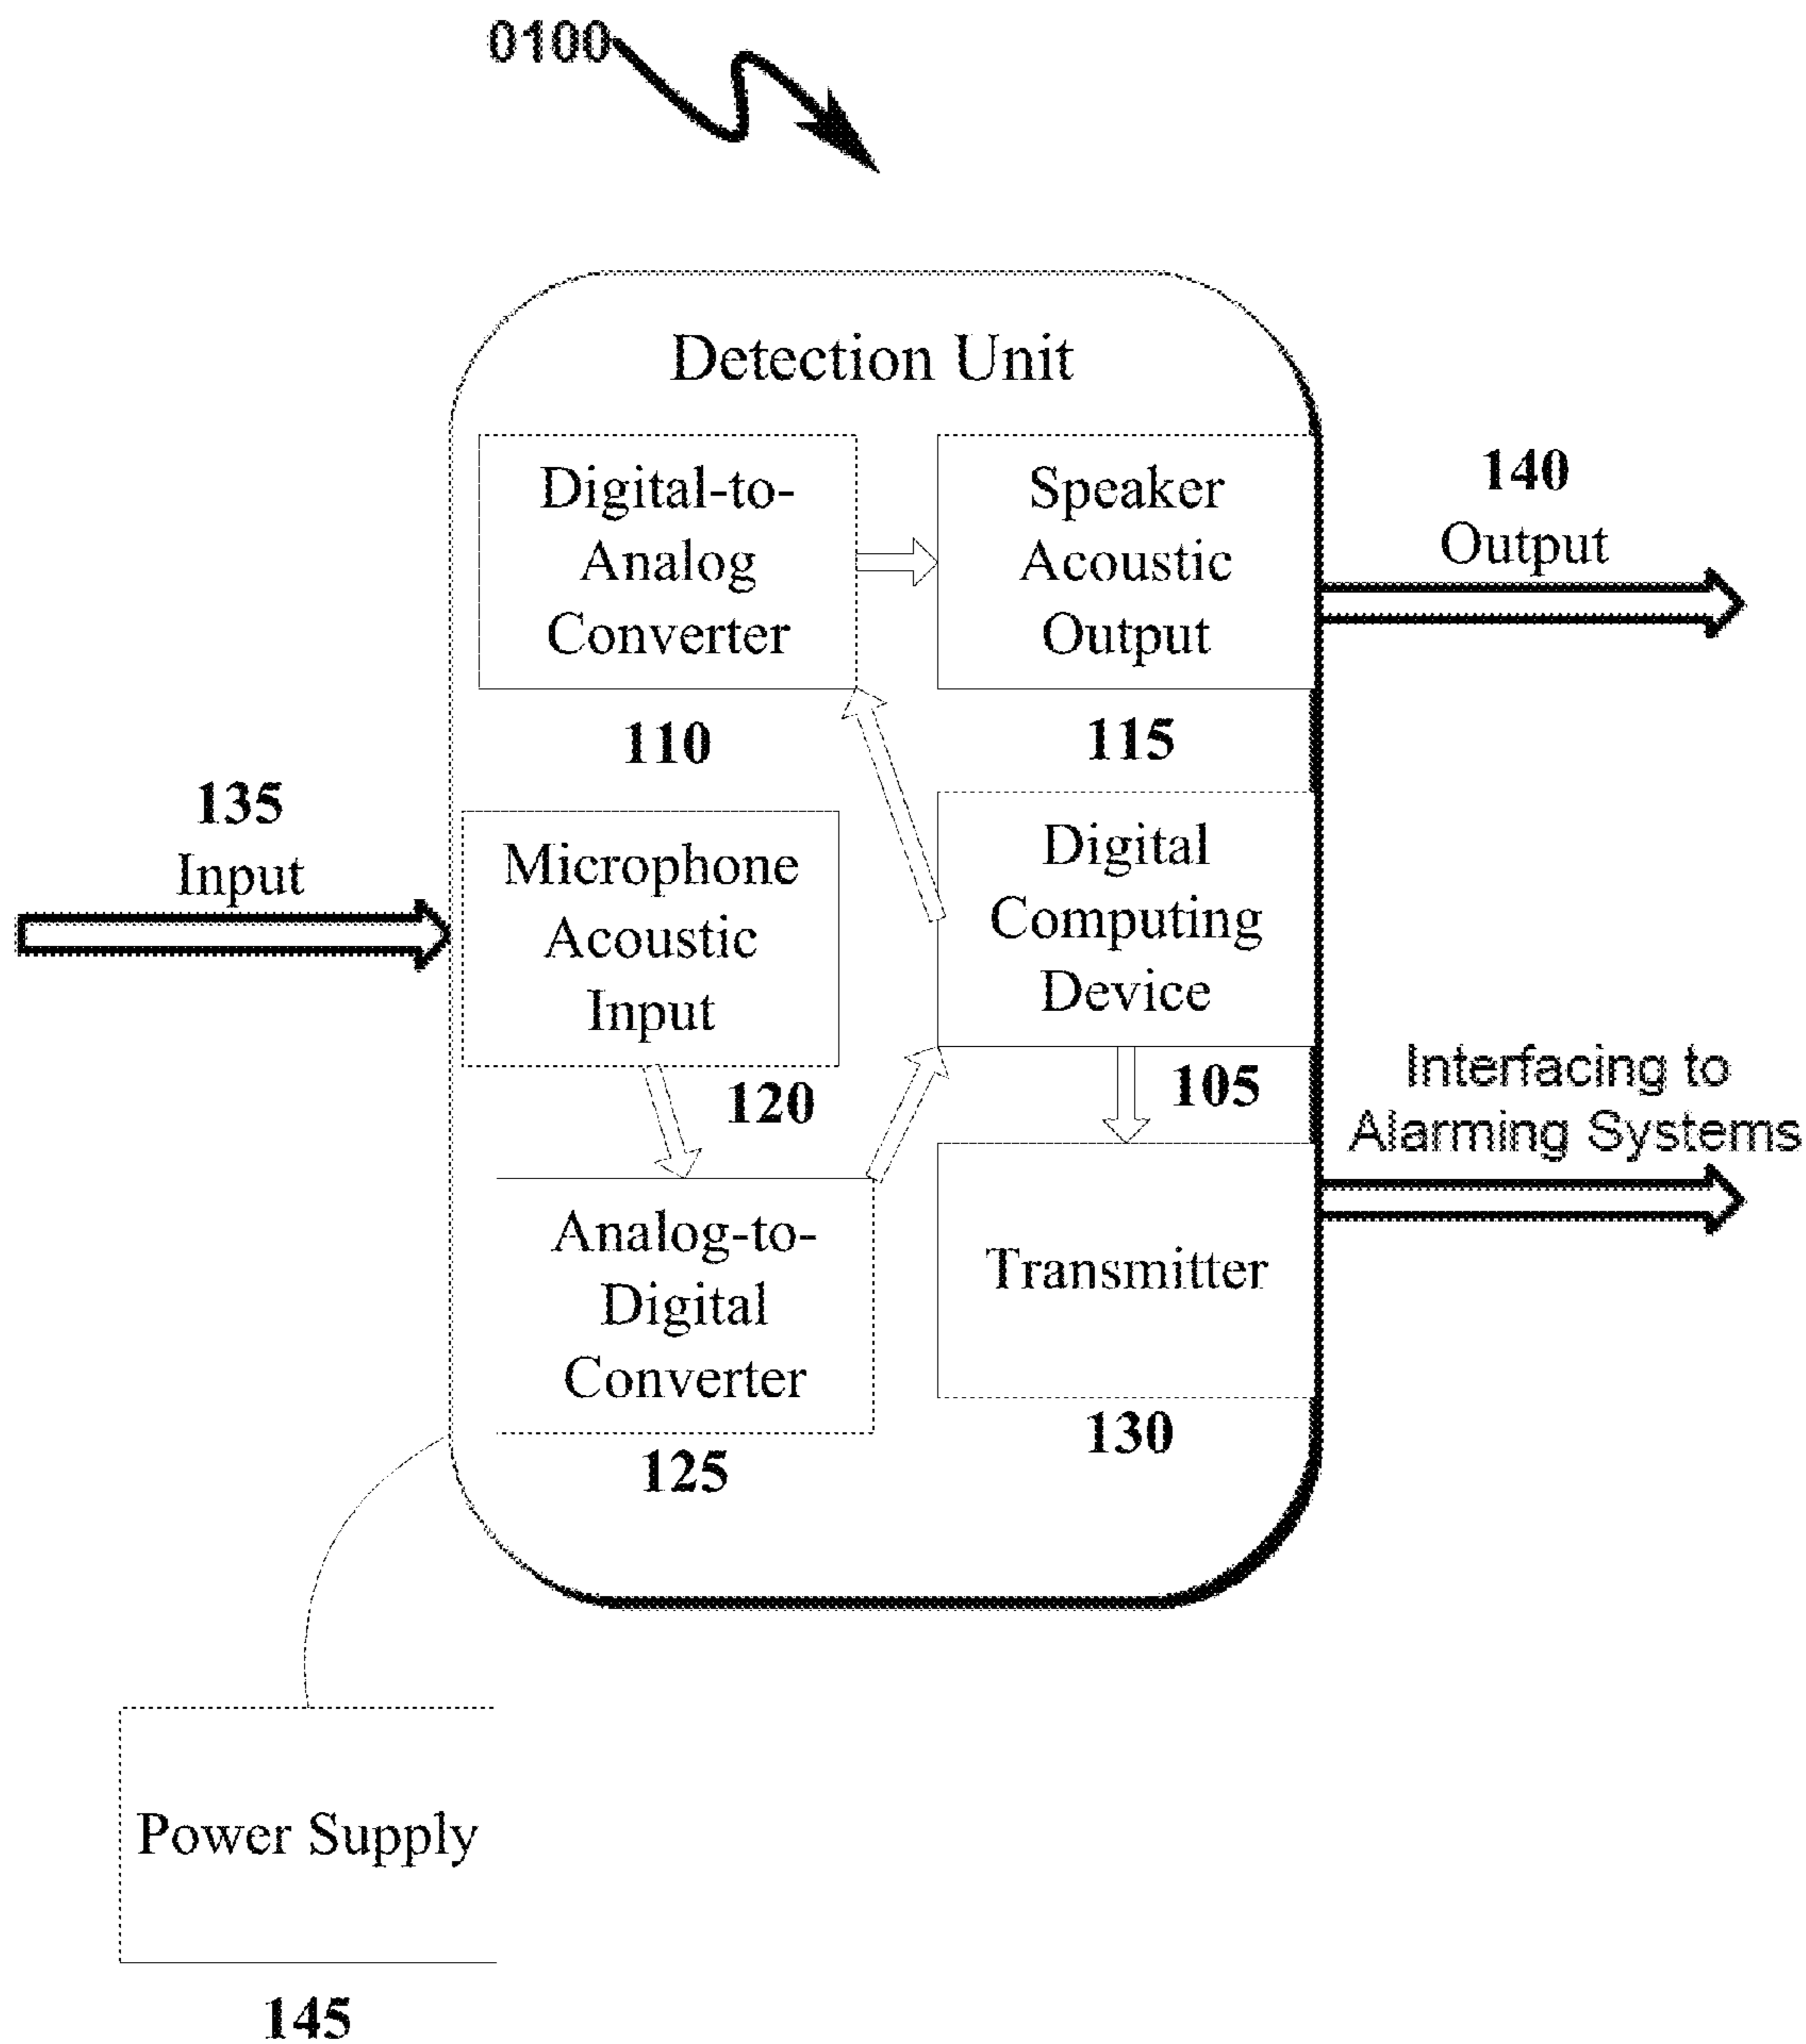 0100
Detection Unit
Digital-to-
Analog
Converter
110
Speaker
Acoustic
Output
115
140
Output
135
Input
Microphone
Acoustic
Input
120
Digital
Computing
Device
105
Interfacing to
Alarming Systems
Analog-to-
Digital
Converter
125
Transmitter
130
Power Supply
145